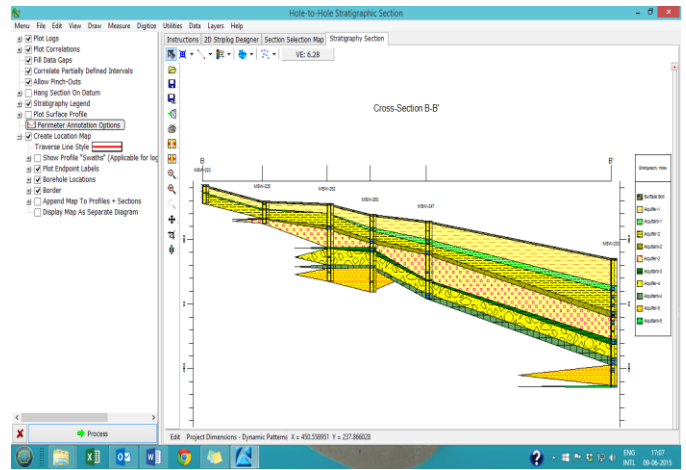 Hole-to-Hole Stratigraphic Section
Menu File Edit View Draw Measure Digitize Utilities Data Layers Help
Plot Logs
Plot Correlations
Fill Data Gaps
Correlate Partially Defined Intervals
Allow Pinch-Outs
Hang Section On Datum
Stratigraphy Legend
Plot Surface Profile
Perimeter Annotation Options
Create Location Map
Traverse Line Style
Show Profile "Swaths" (Applicable for log
Plot Endpoint Labels
Borehole Locations
Border
Append Map To Profiles + Sections
Display Map As Separate Diagram
Process
Instructions 2D Striplog Designer Section Selection Map Stratigraphy Section
VE: 6.28
Cross-Section B-B'
B
B'
MSW-247
Surface Soil
Aquifer-1
Aquitard-1
Aquifer-2
Aquitard-2
Aquifer-3
Aquitard-3
Aquifer-4
Aquitard-4
Aquifer-5
Aquitard-5
Edit Project Dimensions - Dynamic Patterns X = 450.558951 Y = 237.866028
ENG
INTL
17:07
09-06-2015